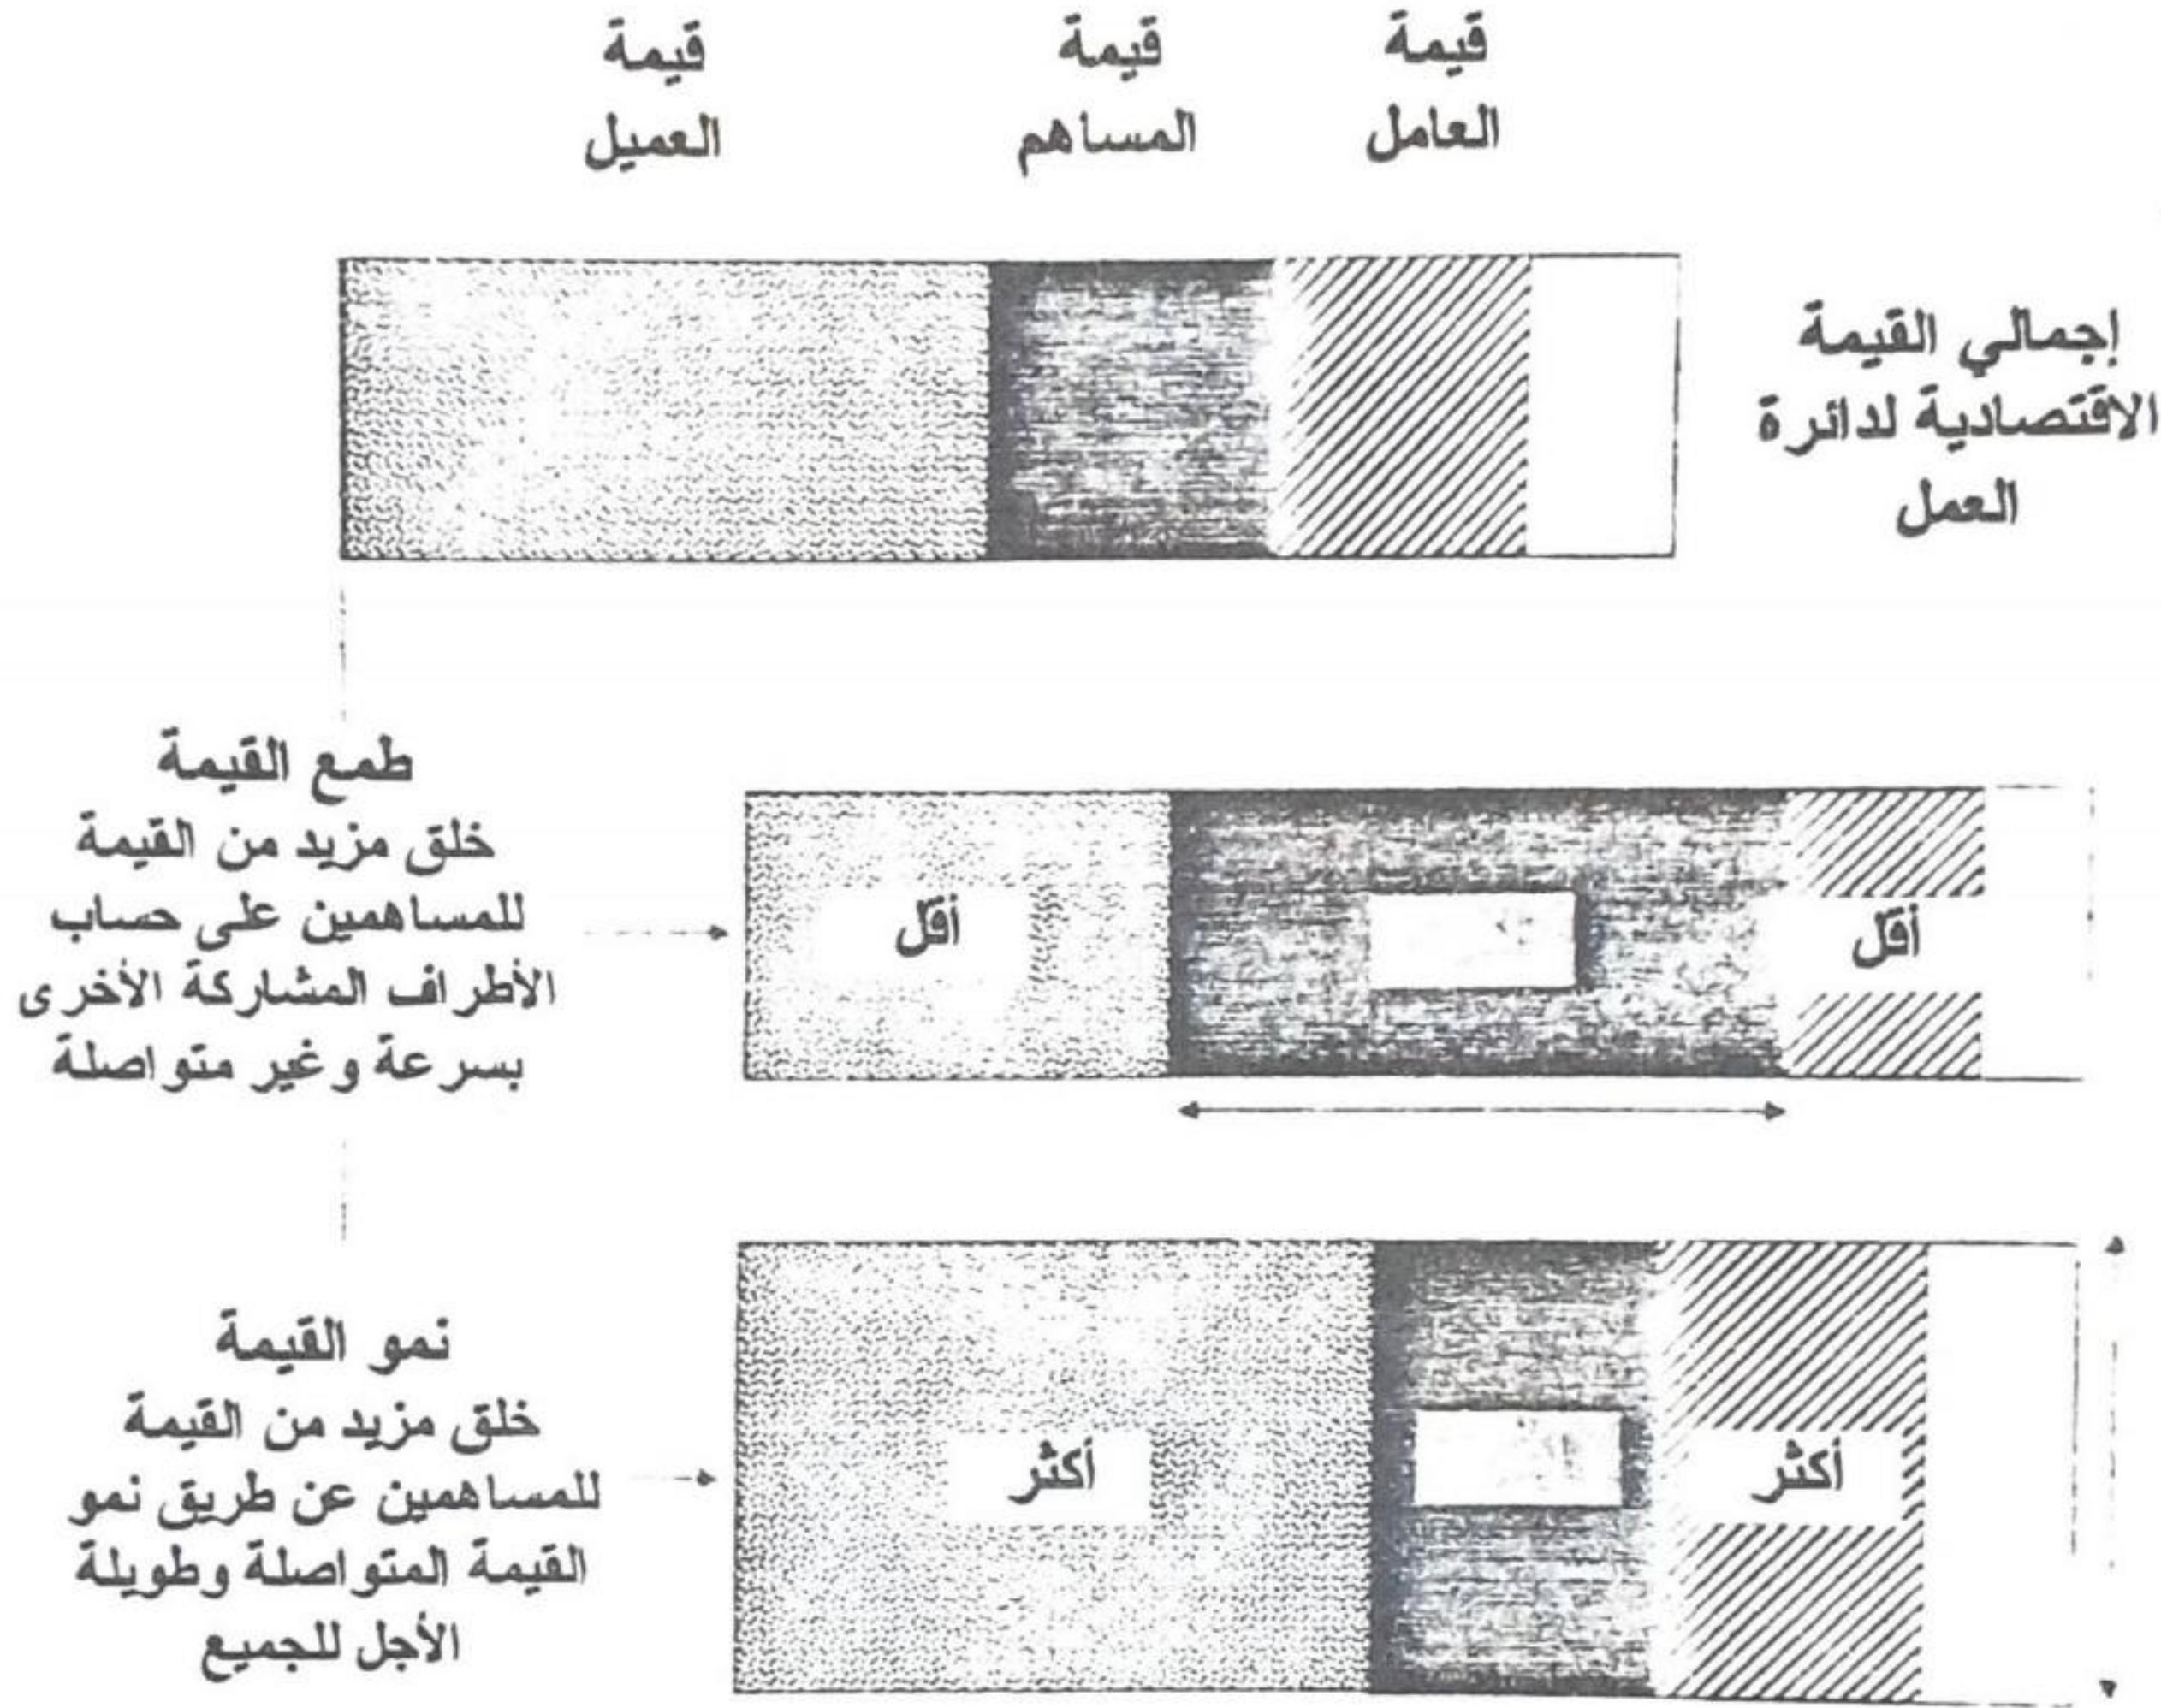 قيمة
العامل
قيمة
المساهم
قيمة
العميل
إجمالي القيمة
الاقتصادية لدائرة
العمل
طمع القيمة
خلق مزيد من القيمة
للمساهمين على حساب
الأطراف المشاركة الأخرى
بسرعة وغير متواصلة
أقل
أقل
نمو القيمة
خلق مزيد من القيمة
للمساهمين عن طريق نمو
القيمة المتواصلة وطويلة
الأجل للجميع
أكثر
أكثر